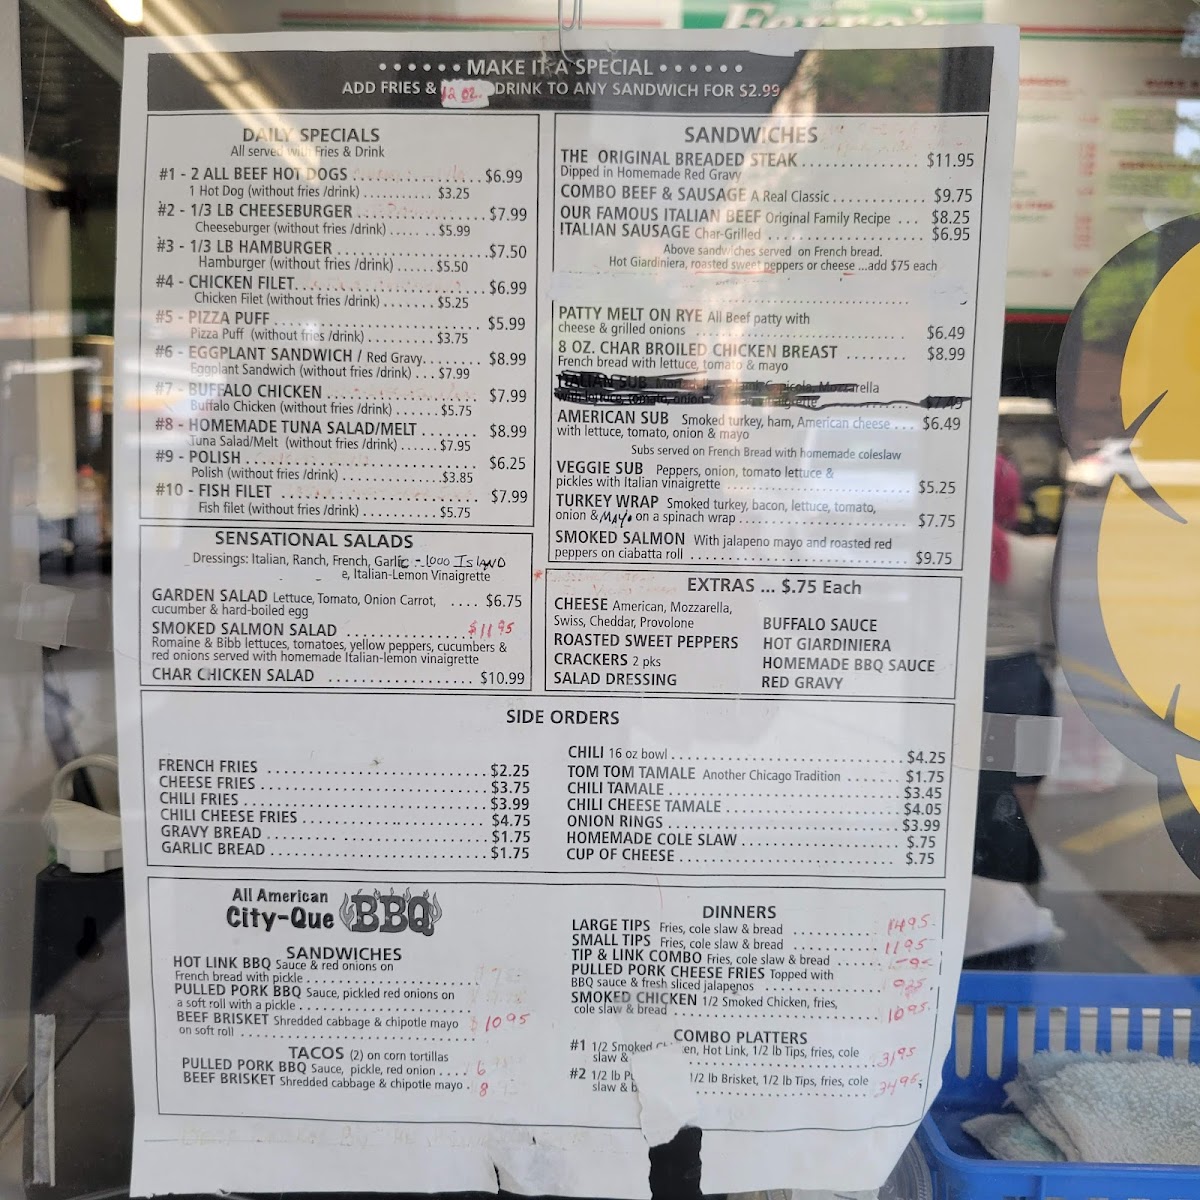 • • • • • • MAKE IT A SPECIAL • • • • • •
ADD FRIES & 12 oz. DRINK TO ANY SANDWICH FOR $2.99
DAILY SPECIALS
All served with Fries & Drink
#1 - 2 ALL BEEF HOT DOGS $6.99
1 Hot Dog (without fries /drink) $3.25
#2 - 1/3 LB CHEESEBURGER $7.99
Cheeseburger (without fries /drink) $5.99
#3 - 1/3 LB HAMBURGER $7.50
Hamburger (without fries /drink) $5.50
#4 - CHICKEN FILET $6.99
Chicken Filet (without fries /drink) $5.25
#5 - PIZZA PUFF $5.99
Pizza Puff (without fries /drink) $3.75
#6 - EGGPLANT SANDWICH / Red Gravy $8.99
Eggplant Sandwich (without fries /drink) $7.99
#7 - BUFFALO CHICKEN $7.99
Buffalo Chicken (without fries /drink) $5.75
#8 - HOMEMADE TUNA SALAD/MELT $8.99
Tuna Salad/Melt (without fries /drink) $7.95
#9 - POLISH $6.25
Polish (without fries /drink) $3.85
#10 - FISH FILET $7.99
Fish filet (without fries /drink) $5.75
SENSATIONAL SALADS
Dressings: Italian, Ranch, French, Garlic - 1000 ISLAND
e, Italian-Lemon Vinaigrette
GARDEN SALAD Lettuce, Tomato, Onion Carrot, $6.75
cucumber & hard-boiled egg
SMOKED SALMON SALAD $11.95
Romaine & Bibb lettuces, tomatoes, yellow peppers, cucumbers &
red onions served with homemade Italian-lemon vinaigrette
CHAR CHICKEN SALAD $10.99
SANDWICHES
THE ORIGINAL BREADED STEAK $11.95
Dipped in Homemade Red Gravy
COMBO BEEF & SAUSAGE A Real Classic $9.75
OUR FAMOUS ITALIAN BEEF Original Family Recipe $8.25
ITALIAN SAUSAGE Char-Grilled $6.95
Above sandwiches served on French bread.
Hot Giardiniera, roasted sweet peppers or cheese ...add $75 each
PATTY MELT ON RYE All Beef patty with
cheese & grilled onions $6.49
8 OZ. CHAR BROILED CHICKEN BREAST $8.99
French bread with lettuce, tomato & mayo
ITALIAN SUB Mozzarella
with lettuce, tomato, onion $7.49
AMERICAN SUB Smoked turkey, ham, American cheese $6.49
with lettuce, tomato, onion & mayo
Subs served on French Bread with homemade coleslaw
VEGGIE SUB Peppers, onion, tomato lettuce &
pickles with Italian vinaigrette $5.25
TURKEY WRAP Smoked turkey, bacon, lettuce, tomato,
onion & MAYO on a spinach wrap $7.75
SMOKED SALMON With jalapeno mayo and roasted red
peppers on ciabatta roll $9.75
EXTRAS ... $.75 Each
CHEESE American, Mozzarella,
Swiss, Cheddar, Provolone
ROASTED SWEET PEPPERS
CRACKERS 2 pks
SALAD DRESSING
BUFFALO SAUCE
HOT GIARDINIERA
HOMEMADE BBQ SAUCE
RED GRAVY
SIDE ORDERS
FRENCH FRIES $2.25
CHEESE FRIES $3.75
CHILI FRIES $3.99
CHILI CHEESE FRIES $4.75
GRAVY BREAD $1.75
GARLIC BREAD $1.75
CHILI 16 oz bowl $4.25
TOM TOM TAMALE Another Chicago Tradition $1.75
CHILI TAMALE $3.45
CHILI CHEESE TAMALE $4.05
ONION RINGS $3.99
HOMEMADE COLE SLAW $.75
CUP OF CHEESE $.75
All American
City-Que BBQ
SANDWICHES
HOT LINK BBQ Sauce & red onions on
French bread with pickle
PULLED PORK BBQ Sauce, pickled red onions on
a soft roll with a pickle
BEEF BRISKET Shredded cabbage & chipotle mayo $10.95
on soft roll
TACOS (2) on corn tortillas
PULLED PORK BBQ Sauce, pickle, red onion
BEEF BRISKET Shredded cabbage & chipotle mayo
DINNERS
LARGE TIPS Fries, cole slaw & bread $14.95
SMALL TIPS Fries, cole slaw & bread 11.95
TIP & LINK COMBO Fries, cole slaw & bread
PULLED PORK CHEESE FRIES Topped with
BBQ sauce & fresh sliced jalapenos
SMOKED CHICKEN 1/2 Smoked Chicken, fries,
cole slaw & bread 10.95
COMBO PLATTERS
#1 1/2 Smoked en, Hot Link, 1/2 lb Tips, fries, cole
slaw & 31.95
#2 1/2 lb 1/2 lb Brisket, 1/2 lb Tips, fries, cole
slaw & b 34.95